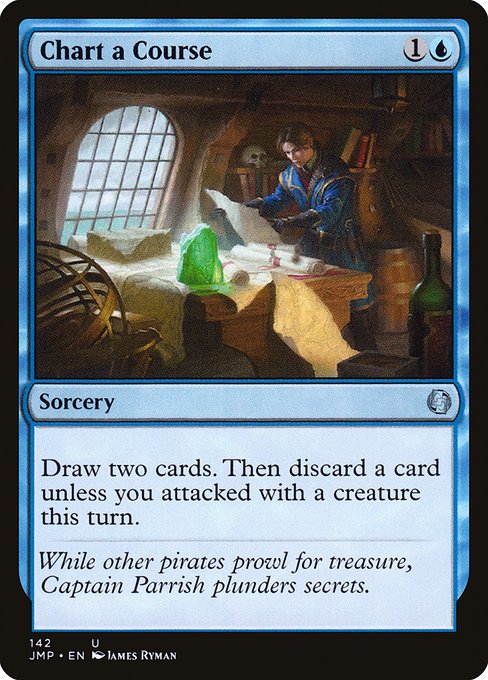 Chart a Course 1
Sorcery
Draw two cards. Then discard a card
unless you attacked with a creature
this turn.
While other pirates prowl for treasure,
Captain Parrish plunders secrets.
142 U
JMP • EN James Ryman